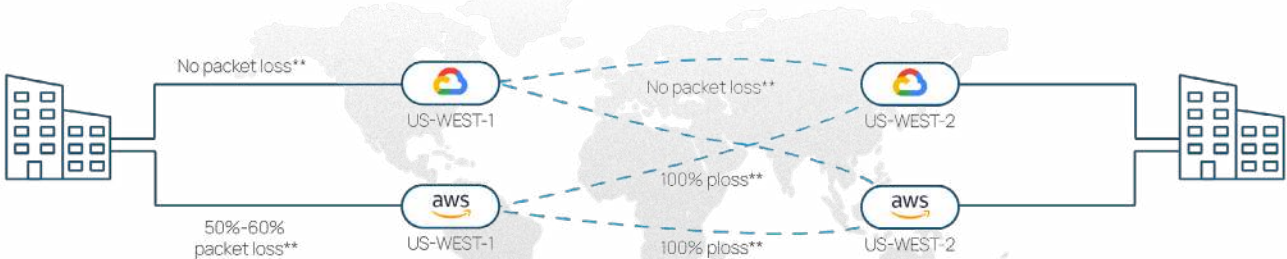 No packet loss**
No packet loss**
US-WEST-1
US-WEST-2
100% ploss**
aws
aws
50%-60%
packet loss**
US-WEST-1
100% ploss**
US-WEST-2